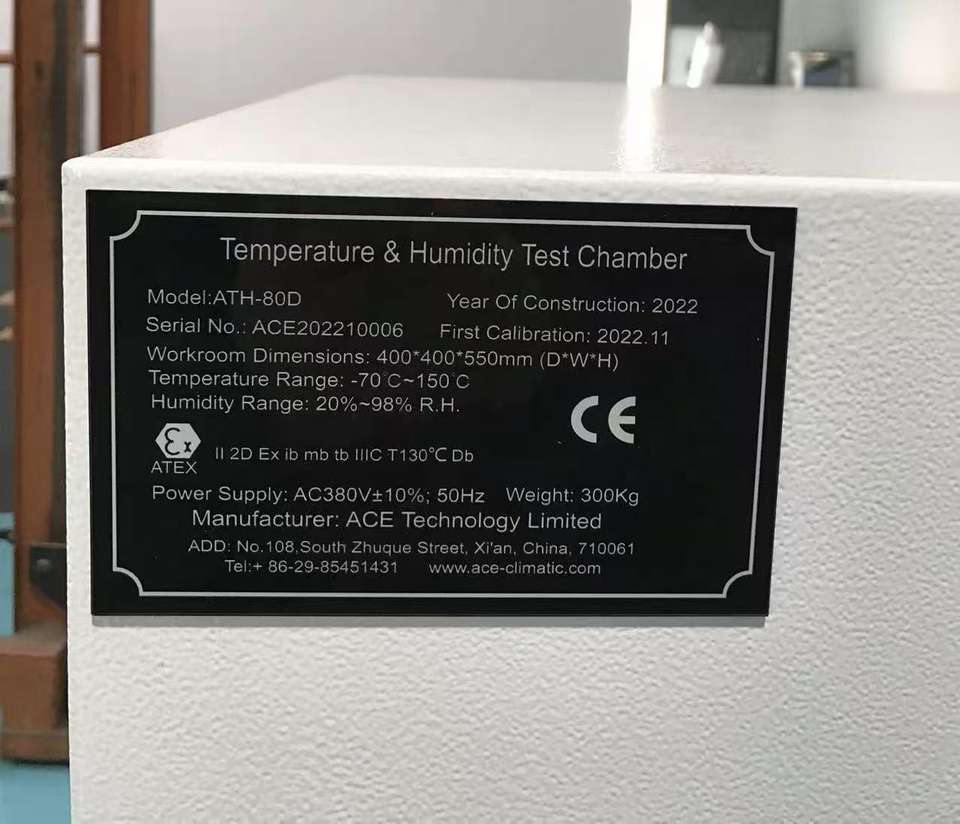 Temperature & Humidity Test Chamber
Model:ATH-80D Year Of Construction: 2022
Serial No.: ACE202210006 First Calibration: 2022.11
Workroom Dimensions: 400*400*550mm (D*W*H)
Temperature Range: -70°C~150°C
Humidity Range: 20%~98% R.H.
CE
Ex
ATEX II 2D Ex ib mb tb IIIC T130°C Db
Power Supply: AC380V±10%; 50Hz Weight: 300Kg
Manufacturer: ACE Technology Limited
ADD: No.108,South Zhuque Street, Xi'an, China, 710061
Tel:+ 86-29-85451431 www.ace-climatic.com